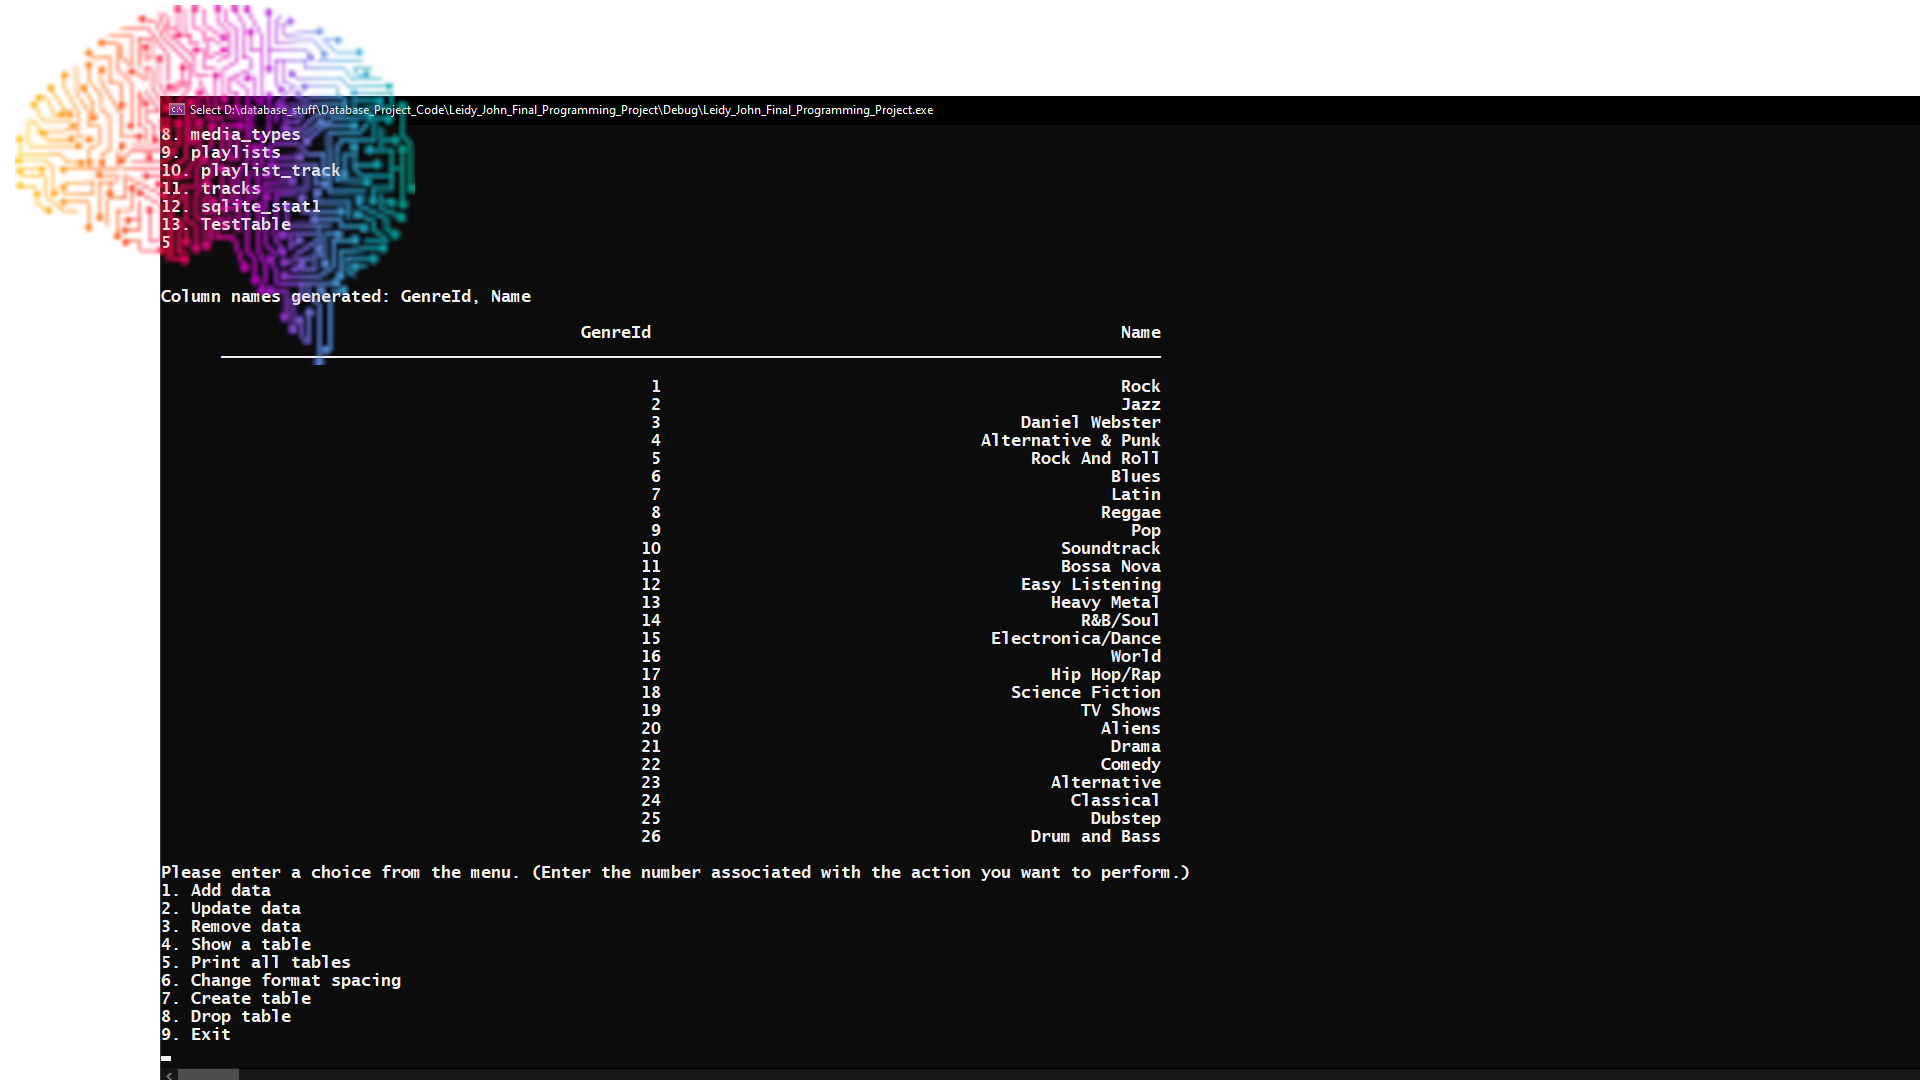 Select D:\database_stuff\Database_Project_Code\Leidy_John_Final_Programming_Project\Debug\Leidy_John_Final_Programming_Project.exe
8. media_types
9. playlists
10. playlist_track
11. tracks
12. sqlite_stat1
13. TestTable
5
Column names generated: GenreId, Name
GenreId Name
1 Rock
2 Jazz
3 Daniel Webster
4 Alternative & Punk
5 Rock And Roll
6 Blues
7 Latin
8 Reggae
9 Pop
10 Soundtrack
11 Bossa Nova
12 Easy Listening
13 Heavy Metal
14 R&B/Soul
15 Electronica/Dance
16 World
17 Hip Hop/Rap
18 Science Fiction
19 TV Shows
20 Aliens
21 Drama
22 Comedy
23 Alternative
24 Classical
25 Dubstep
26 Drum and Bass
Please enter a choice from the menu. (Enter the number associated with the action you want to perform.)
1. Add data
2. Update data
3. Remove data
4. Show a table
5. Print all tables
6. Change format spacing
7. Create table
8. Drop table
9. Exit